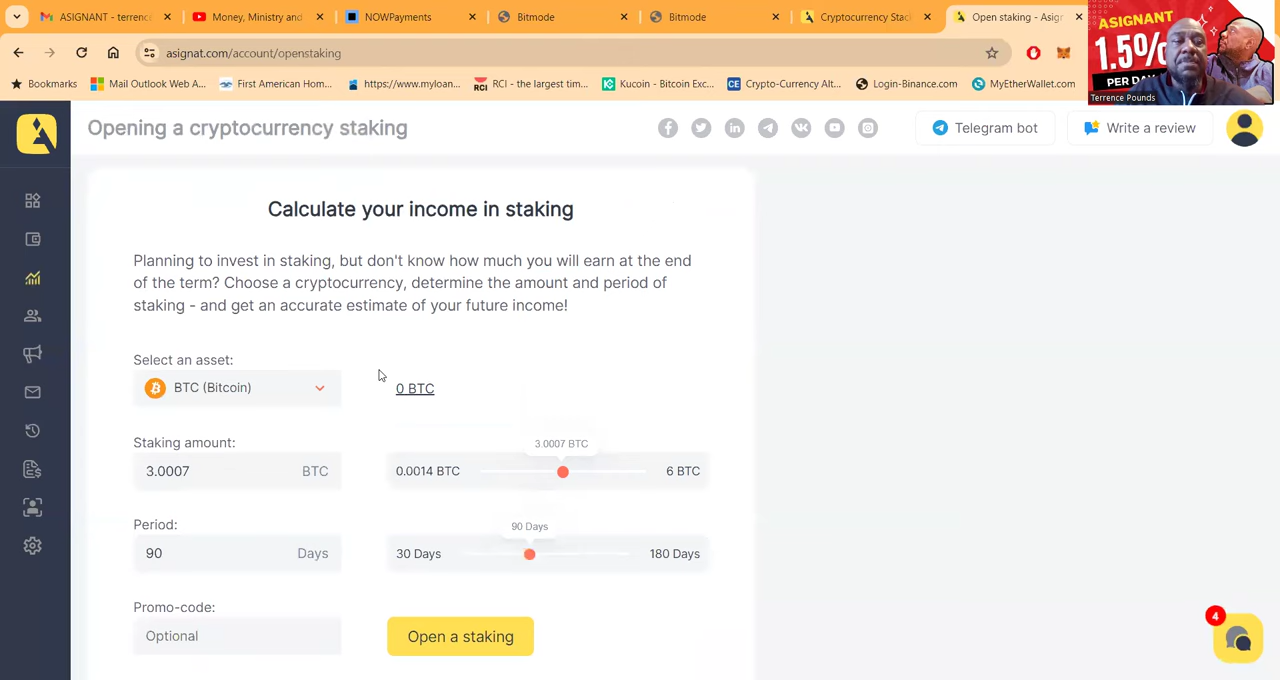 ASIGNANT - terrenc
Money, Ministry and
NOWPayments
Bitmode
Bitmode
Cryptocurrency Stac
Open staking - Asig
asignat.com/account/openstaking
Bookmarks
Mail Outlook Web A...
First American Hom...
https://www.myloan...
RCI - the largest tim...
Kucoin - Bitcoin Exc...
Crypto-Currency Alt...
Login-Binance.com
MyEtherWallet.com
ASIGNANT
1.5%
PER DA
Terrence Pounds
Opening a cryptocurrency staking
Telegram bot
Write a review
Calculate your income in staking
Planning to invest in staking, but don't know how much you will earn at the end
of the term? Choose a cryptocurrency, determine the amount and period of
staking - and get an accurate estimate of your future income!
Select an asset:
BTC (Bitcoin)
0 BTC
Staking amount:
3.0007 BTC
3.0007 BTC
0.0014 BTC
6 BTC
Period:
90 Days
90 Days
30 Days
180 Days
Promo-code:
Optional
Open a staking
4